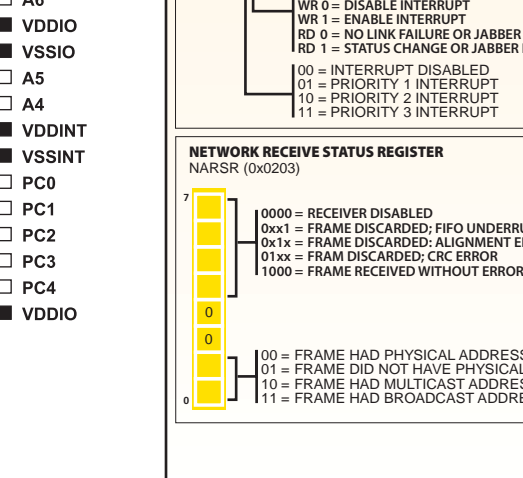 A6
VDDIO
VSSIO
A5
A4
VDDINT
VSSINT
PC0
PC1
PC2
PC3
PC4
VDDIO
WR 0 = DISABLE INTERRUPT
WR 1 = ENABLE INTERRUPT
RD 0 = NO LINK FAILURE OR JABBER
RD 1 = STATUS CHANGE OR JABBER
00 = INTERRUPT DISABLED
01 = PRIORITY 1 INTERRUPT
10 = PRIORITY 2 INTERRUPT
11 = PRIORITY 3 INTERRUPT
NETWORK RECEIVE STATUS REGISTER
NARSR (0x0203)
7
0000 = RECEIVER DISABLED
0xx1 = FRAME DISCARDED; FIFO UNDERRU
0x1x = FRAME DISCARDED: ALIGNMENT E
01xx = FRAM DISCARDED; CRC ERROR
1000 = FRAME RECEIVED WITHOUT ERROR
0
0
00 = FRAME HAD PHYSICAL ADDRESS
01 = FRAME DID NOT HAVE PHYSICAL
10 = FRAME HAD MULTICAST ADDRES
11 = FRAME HAD BROADCAST ADDRE
0